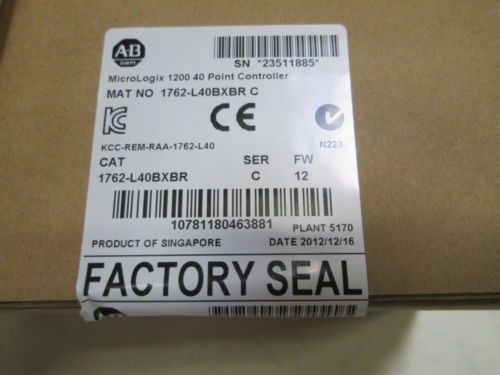 A-B
SN "23511885"
MicroLogix 1200 40 Point Controller
MAT NO 1762-L40BXBR C
CE
N223
KCC-REM-RAA-1762-L40
CAT SER FW
1762-L40BXBR C 12
10781180463881
PLANT 5170
PRODUCT OF SINGAPORE DATE 2012/12/16
FACTORY SEAL